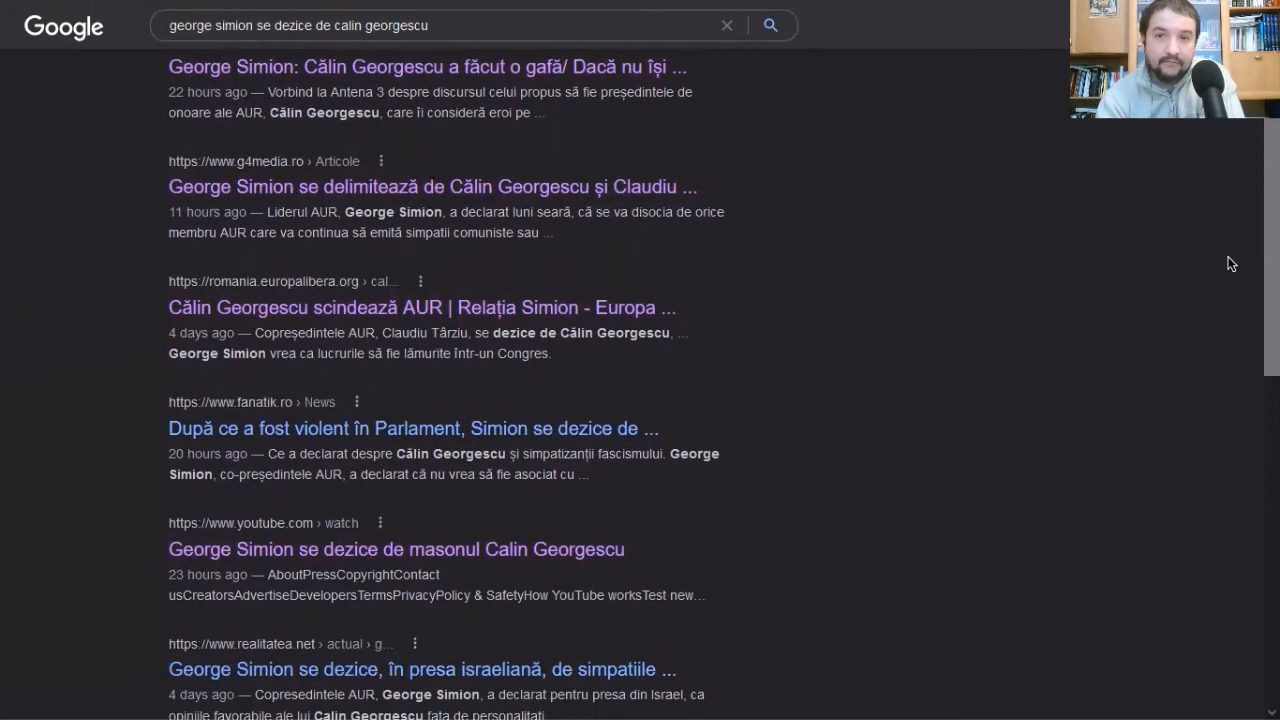 Google
george simion se dezice de calin georgescu
George Simion: Călin Georgescu a făcut o gafă/ Dacă nu își ...
22 hours ago — Vorbind la Antena 3 despre discursul celui propus să fie președintele de
onoare ale AUR, Călin Georgescu, care îi consideră eroi pe ...
https://www.g4media.ro › Articole
George Simion se delimitează de Călin Georgescu și Claudiu ...
11 hours ago — Liderul AUR, George Simion, a declarat luni seară, că se va disocia de orice
membru AUR care va continua să emită simpatii comuniste sau ...
https://romania.europalibera.org › cal...
Călin Georgescu scindează AUR | Relația Simion - Europa ...
4 days ago — Copreședintele AUR, Claudiu Târziu, se dezice de Călin Georgescu, ...
George Simion vrea ca lucrurile să fie lămurite într-un Congres.
https://www.fanatik.ro › News
După ce a fost violent în Parlament, Simion se dezice de ...
20 hours ago — Ce a declarat despre Călin Georgescu și simpatizanții fascismului. George
Simion, co-președintele AUR, a declarat că nu vrea să fie asociat cu ...
https://www.youtube.com › watch
George Simion se dezice de masonul Calin Georgescu
23 hours ago — AboutPressCopyrightContact
usCreatorsAdvertiseDevelopersTermsPrivacyPolicy & SafetyHow YouTube worksTest new...
https://www.realitatea.net › actual › g...
George Simion se dezice, în presa israeliană, de simpatiile ...
4 days ago — Copresedintele AUR, George Simion, a declarat pentru presa din Israel, ca
opiniile favorabile ale lui Calin Georgescu fata de personalitati